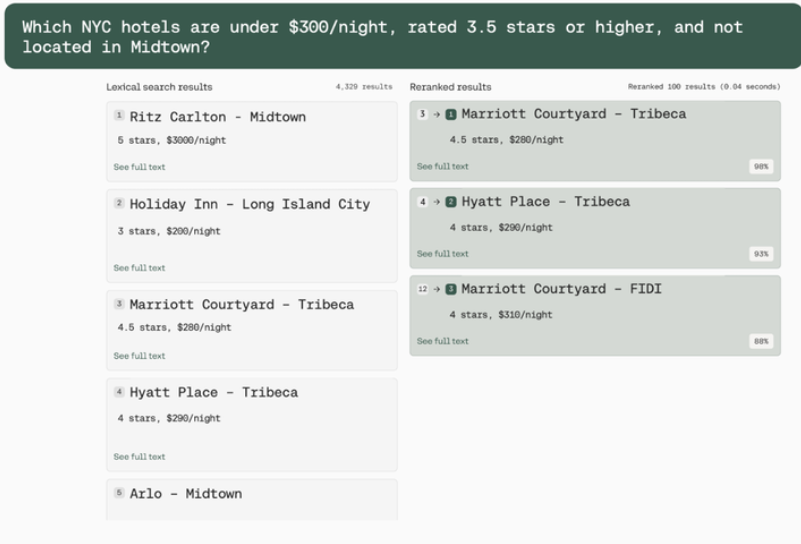 Which NYC hotels are under $300/night, rated 3.5 stars or higher, and not
located in Midtown?
Lexical search results
4,329 results
1 Ritz Carlton - Midtown
5 stars, $3000/night
See full text
2 Holiday Inn – Long Island City
3 stars, $200/night
See full text
3 Marriott Courtyard – Tribeca
4.5 stars, $280/night
See full text
4 Hyatt Place – Tribeca
4 stars, $290/night
See full text
5 Arlo – Midtown
Reranked results
Reranked 100 results (0.04 seconds)
3 → 1 Marriott Courtyard – Tribeca
4.5 stars, $280/night
See full text
98%
4 → 2 Hyatt Place – Tribeca
4 stars, $290/night
See full text
93%
12 → 3 Marriott Courtyard – FIDI
4 stars, $310/night
See full text
88%